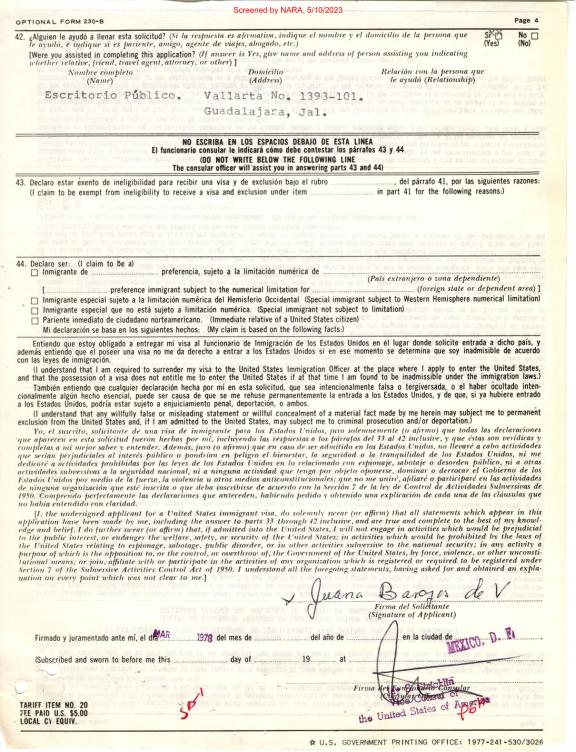 Screened by NARA, 5/10/2023
OPTIONAL FORM 230-B
Page 4
42. ¿Alguien le ayudó a llenar esta solicitud? (Si la respuesta es afirmativa, indique el nombre y el domicilio de la persona que Sí No
le ayudó, e indique si es pariente, amigo, agente de viajes, abogado, etc.) (Yes) (No)
[Were you assisted in completing this application? (If answer is Yes, give name and address of person assisting you indicating
whether relative, friend, travel agent, attorney, or other)]
Nombre completo Domicilio Relación con la persona que
(Name) (Address) le ayudó (Relationship)
Escritorio Público. Vallarta No. 1393-101.
Guadalajara, Jal.
NO ESCRIBA EN LOS ESPACIOS DEBAJO DE ESTA LINEA
El funcionario consular le indicará cómo debe contestar los párrafos 43 y 44
(DO NOT WRITE BELOW THE FOLLOWING LINE
The consular officer will assist you in answering parts 43 and 44)
43. Declaro estar exento de ineligibilidad para recibir una visa y de exclusión bajo el rubro , del párrafo 41, por las siguientes razones:
(I claim to be exempt from ineligibility to receive a visa and exclusion under item in part 41 for the following reasons:)
44. Declaro ser: (I claim to be a)
Inmigrante de preferencia, sujeto a la limitación numérica de
(País extranjero o zona dependiente)
[ preference immigrant subject to the numerical limitation for (foreign state or dependent area)]
Inmigrante especial sujeto a la limitación numérica del Hemisferio Occidental (Special immigrant subject to Western Hemisphere numerical limitation)
Inmigrante especial que no está sujeto a limitación numérica. (Special immigrant not subject to limitation)
Pariente inmediato de ciudadano norteamericano. (Immediate relative of a United States citizen)
Mi declaración se basa en los siguientes hechos: (My claim is based on the following facts:)
Entiendo que estoy obligado a entregar mi visa al funcionario de Inmigración de los Estados Unidos en el lugar donde solicite entrada a dicho país, y
además entiendo que el poseer una visa no me da derecho a entrar a los Estados Unidos si en ese momento se determina que soy inadmisible de acuerdo
con las leyes de inmigración.
(I understand that I am required to surrender my visa to the United States Immigration Officer at the place where I apply to enter the United States,
and that the possession of a visa does not entitle me to enter the United States if at that time I am found to be inadmissible under the immigration laws.)
También entiendo que cualquier declaración hecha por mí en esta solicitud, que sea intencionalmente falsa o tergiversada, o el haber ocultado inten-
cionalmente algún hecho esencial, puede ser causa de que se me rehuse permanentemente la entrada a los Estados Unidos, y de que, si ya hubiere entrado
a los Estados Unidos, podría estar sujeto a enjuiciamiento penal, deportación, o ambos.
(I understand that any willfully false or misleading statement or willful concealment of a material fact made by me herein may subject me to permanent
exclusion from the United States and, if I am admitted to the United States, may subject me to criminal prosecution and/or deportation.)
Yo, el suscrito, solicitante de una visa de inmigrante para los Estados Unidos, juro solemnemente (o afirmo) que todas las declaraciones
que aparecen en esta solicitud fueron hechas por mí, incluyendo las respuestas a los párrafos del 33 al 42 inclusive, y que éstas son verídicas y
completas a mi mejor saber y entender. Además, juro (o afirmo) que en caso de ser admitido en los Estados Unidos, no llevaré a cabo actividades
que serían perjudiciales al interés público o pondrían en peligro el bienestar, la seguridad o la tranquilidad de los Estados Unidos, ni me
dedicaré a actividades prohibidas por las leyes de los Estados Unidos en lo relacionado con espionaje, sabotaje o desorden público, ni a otras
actividades subversivas a la seguridad nacional, ni a ninguna actividad que tenga por objeto oponerse, dominar o derrocar el Gobierno de los
Estados Unidos por medio de la fuerza, la violencia u otros medios anticonstitucionales; que no me uniré, afiliaré o participaré en las actividades
de ninguna organización que esté inscrita o que deba inscribirse de acuerdo con la Sección 7 de la ley de Control de Actividades Subversivas de
1950. Comprendo perfectamente las declaraciones que anteceden, habiendo pedido y obtenido una explicación de cada una de las cláusulas que
no había entendido con claridad.
[I, the undersigned applicant for a United States immigrant visa, do solemnly swear (or affirm) that all statements which appear in this
application have been made by me, including the answer to parts 33 through 42 inclusive, and are true and complete to the best of my knowl-
edge and belief. I do further swear (or affirm) that, if admitted into the United States, I will not engage in activities which would be prejudicial
to the public interest, or endanger the welfare, safety, or security of the United States; in activities which would be prohibited by the laws of
the United States relating to espionage, sabotage, public disorder, or in other activities subversive to the national security; in any activity a
purpose of which is the opposition to, or the control, or overthrow of, the Government of the United States, by force, violence, or other unconsti-
tutional means; or join, affiliate with or participate in the activities of any organization which is registered or required to be registered under
Section 7 of the Subversive Activities Control Act of 1950. I understand all the foregoing statements, having asked for and obtained an expla-
nation on every point which was not clear to me.]
Juana Barajas de V
Firma del Solicitante
(Signature of Applicant)
Firmado y juramentado ante mí, el día MAR 1978 del mes de del año de en la ciudad de MEXICO, D. F.
(Subscribed and sworn to before me this day of 19 at
Firma del Funcionario Consular
the United States of America
TARIFF ITEM NO. 20
FEE PAID U.S. $5.00
LOCAL CY EQUIV.
☆ U.S. GOVERNMENT PRINTING OFFICE: 1977-241-530/3026